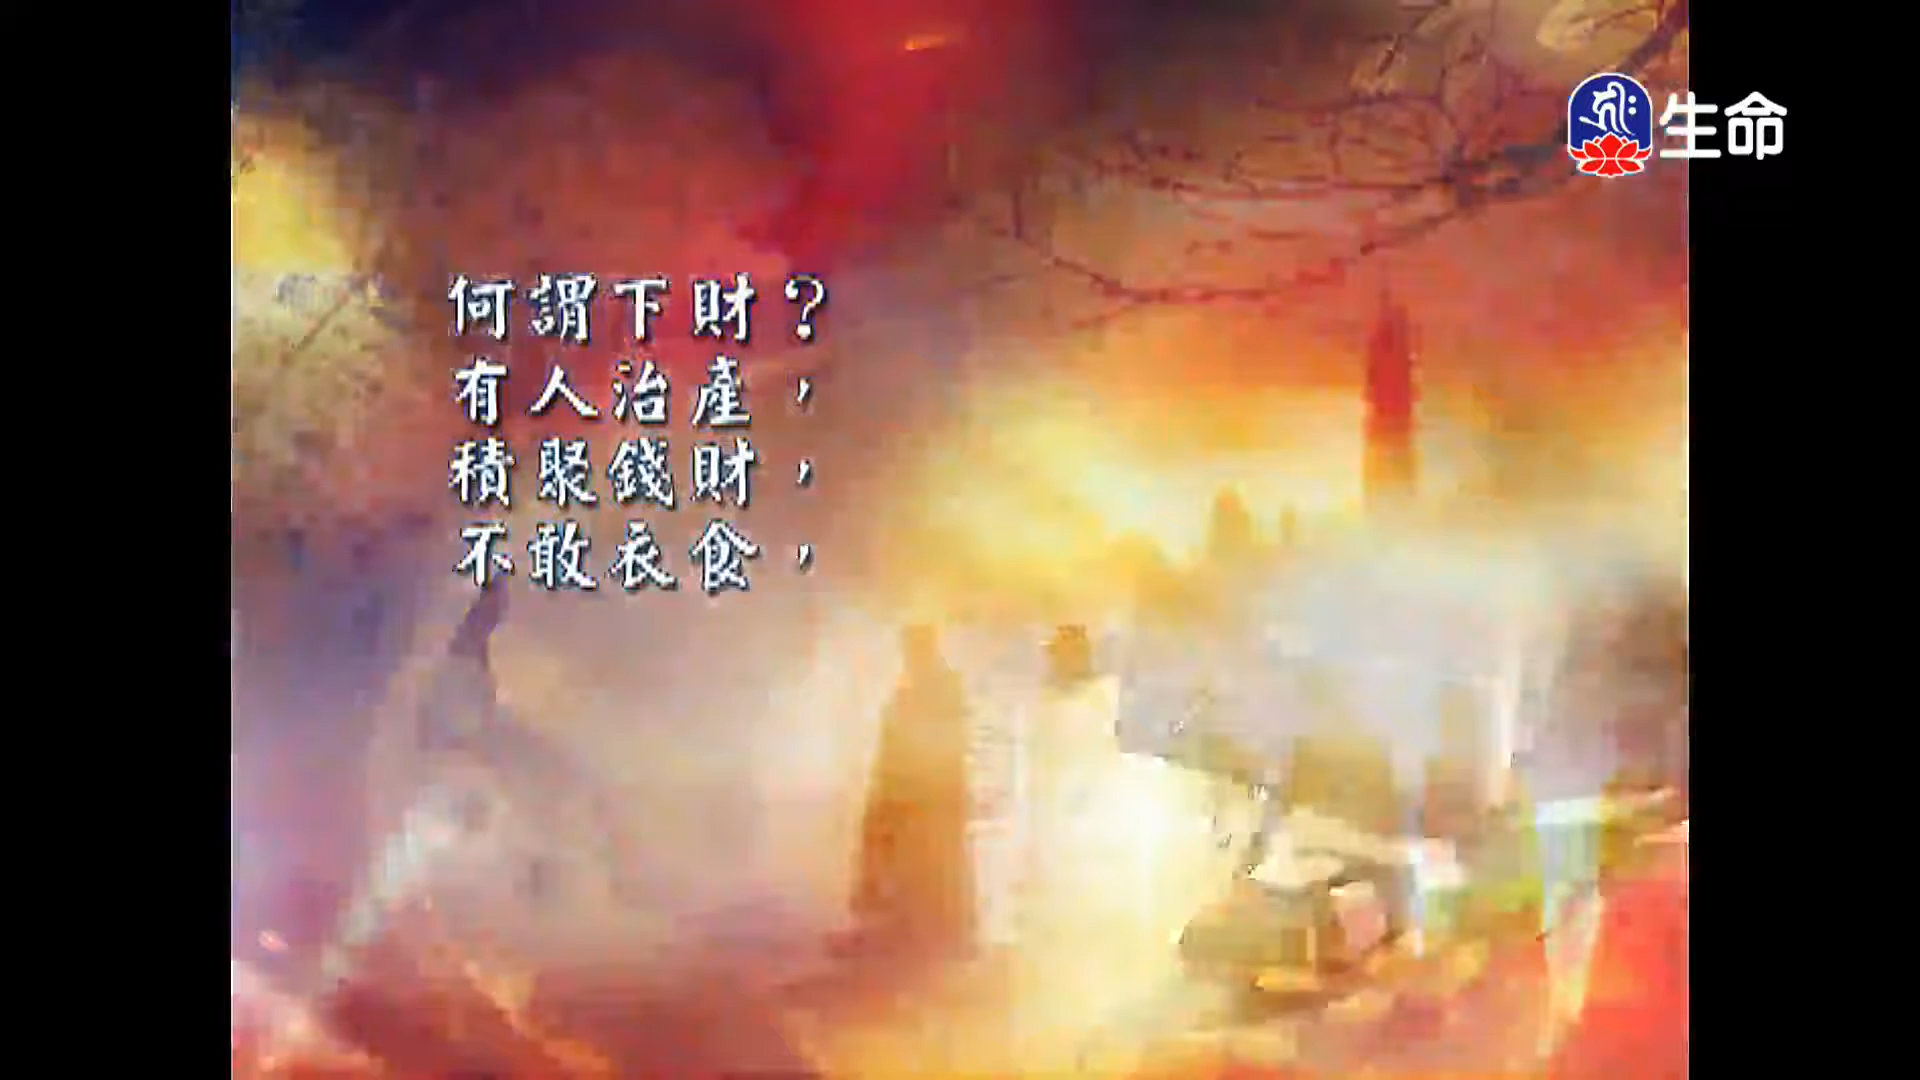 生命
何謂下財？
有人治產，
積聚錢財，
不敢衣食，